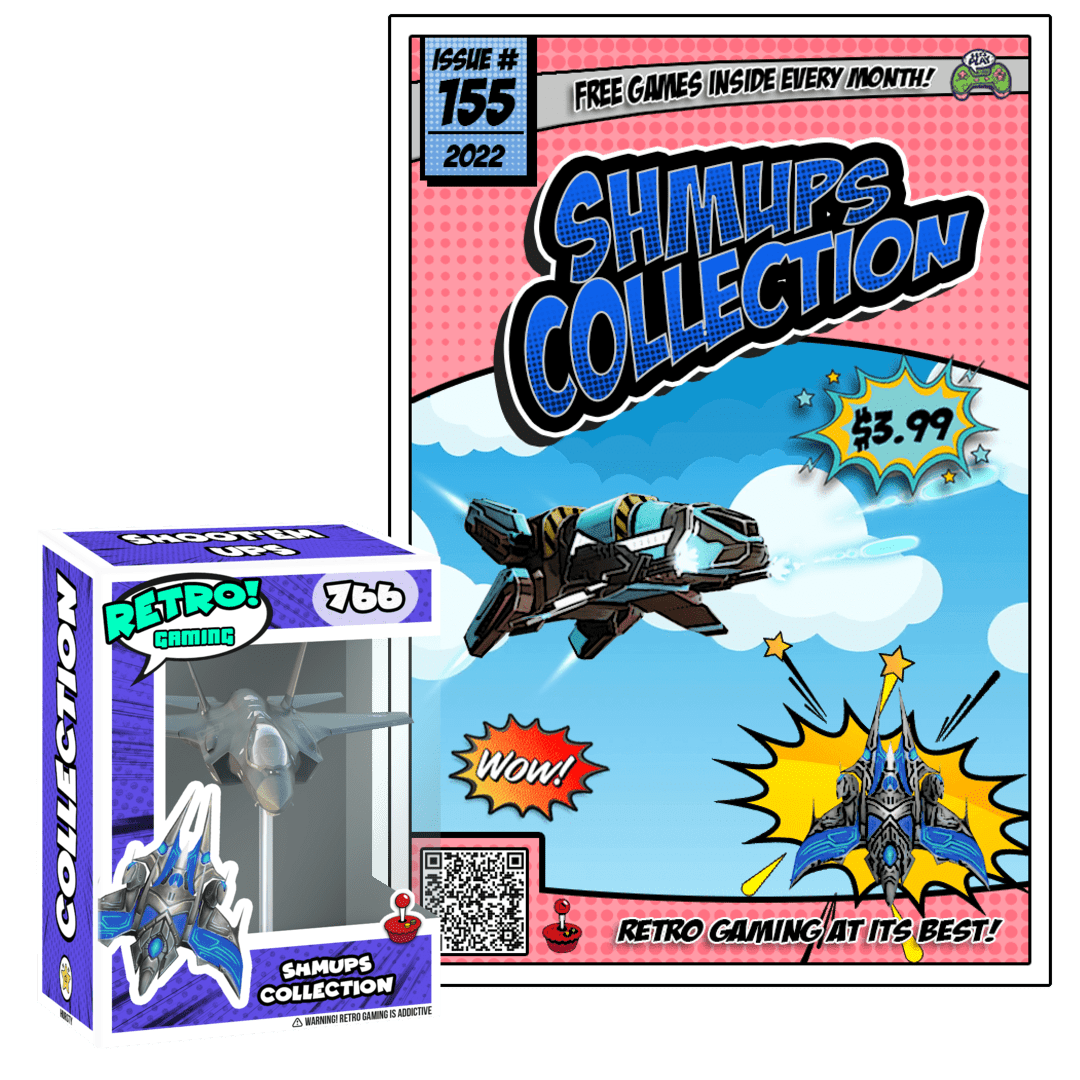 ISSUE #
155
2022
FREE GAMES INSIDE EVERY MONTH!
SHMUPS
COLLECTION
$3.99
WOW!
RETRO GAMING AT ITS BEST!
SHOOT'EM
UPS
COLLECTION
RETRO!
GAMING
766
SHMUPS
COLLECTION
WARNING! RETRO GAMING IS ADDICTIVE